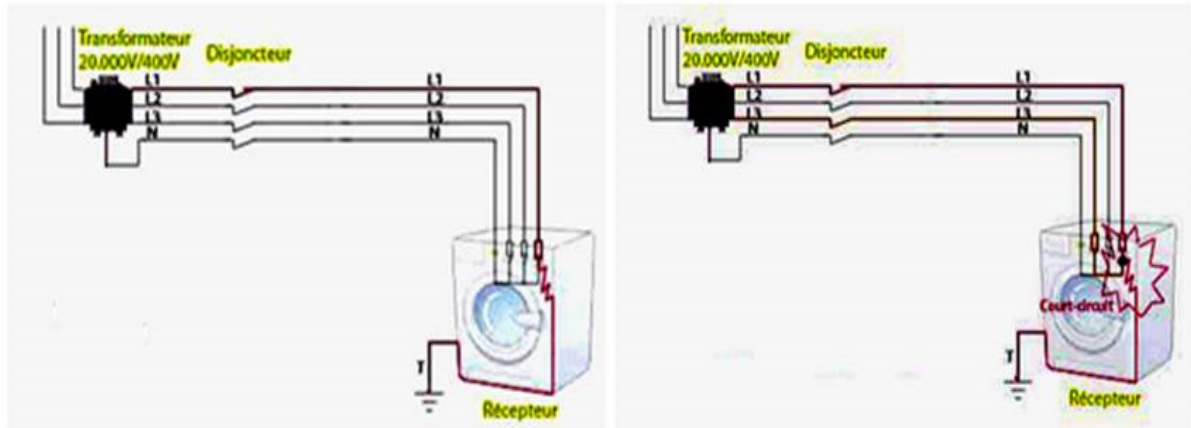 Transformateur
20.000V/400V
Disjoncteur
L1
L1
L2
L2
L3
L3
N
N
T
Récepteur
Transformateur
20.000V/400V
Disjoncteur
L1
L1
L2
L2
L3
L3
N
N
Court-circuit
T
Récepteur